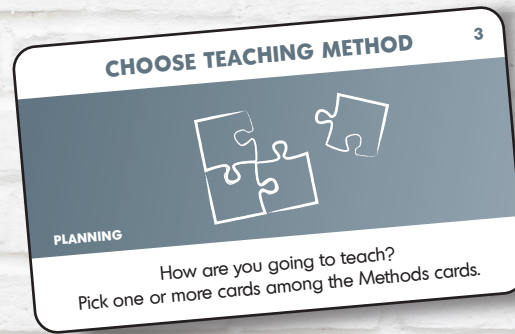 CHOOSE TEACHING METHOD
3
PLANNING
How are you going to teach?
Pick one or more cards among the Methods cards.